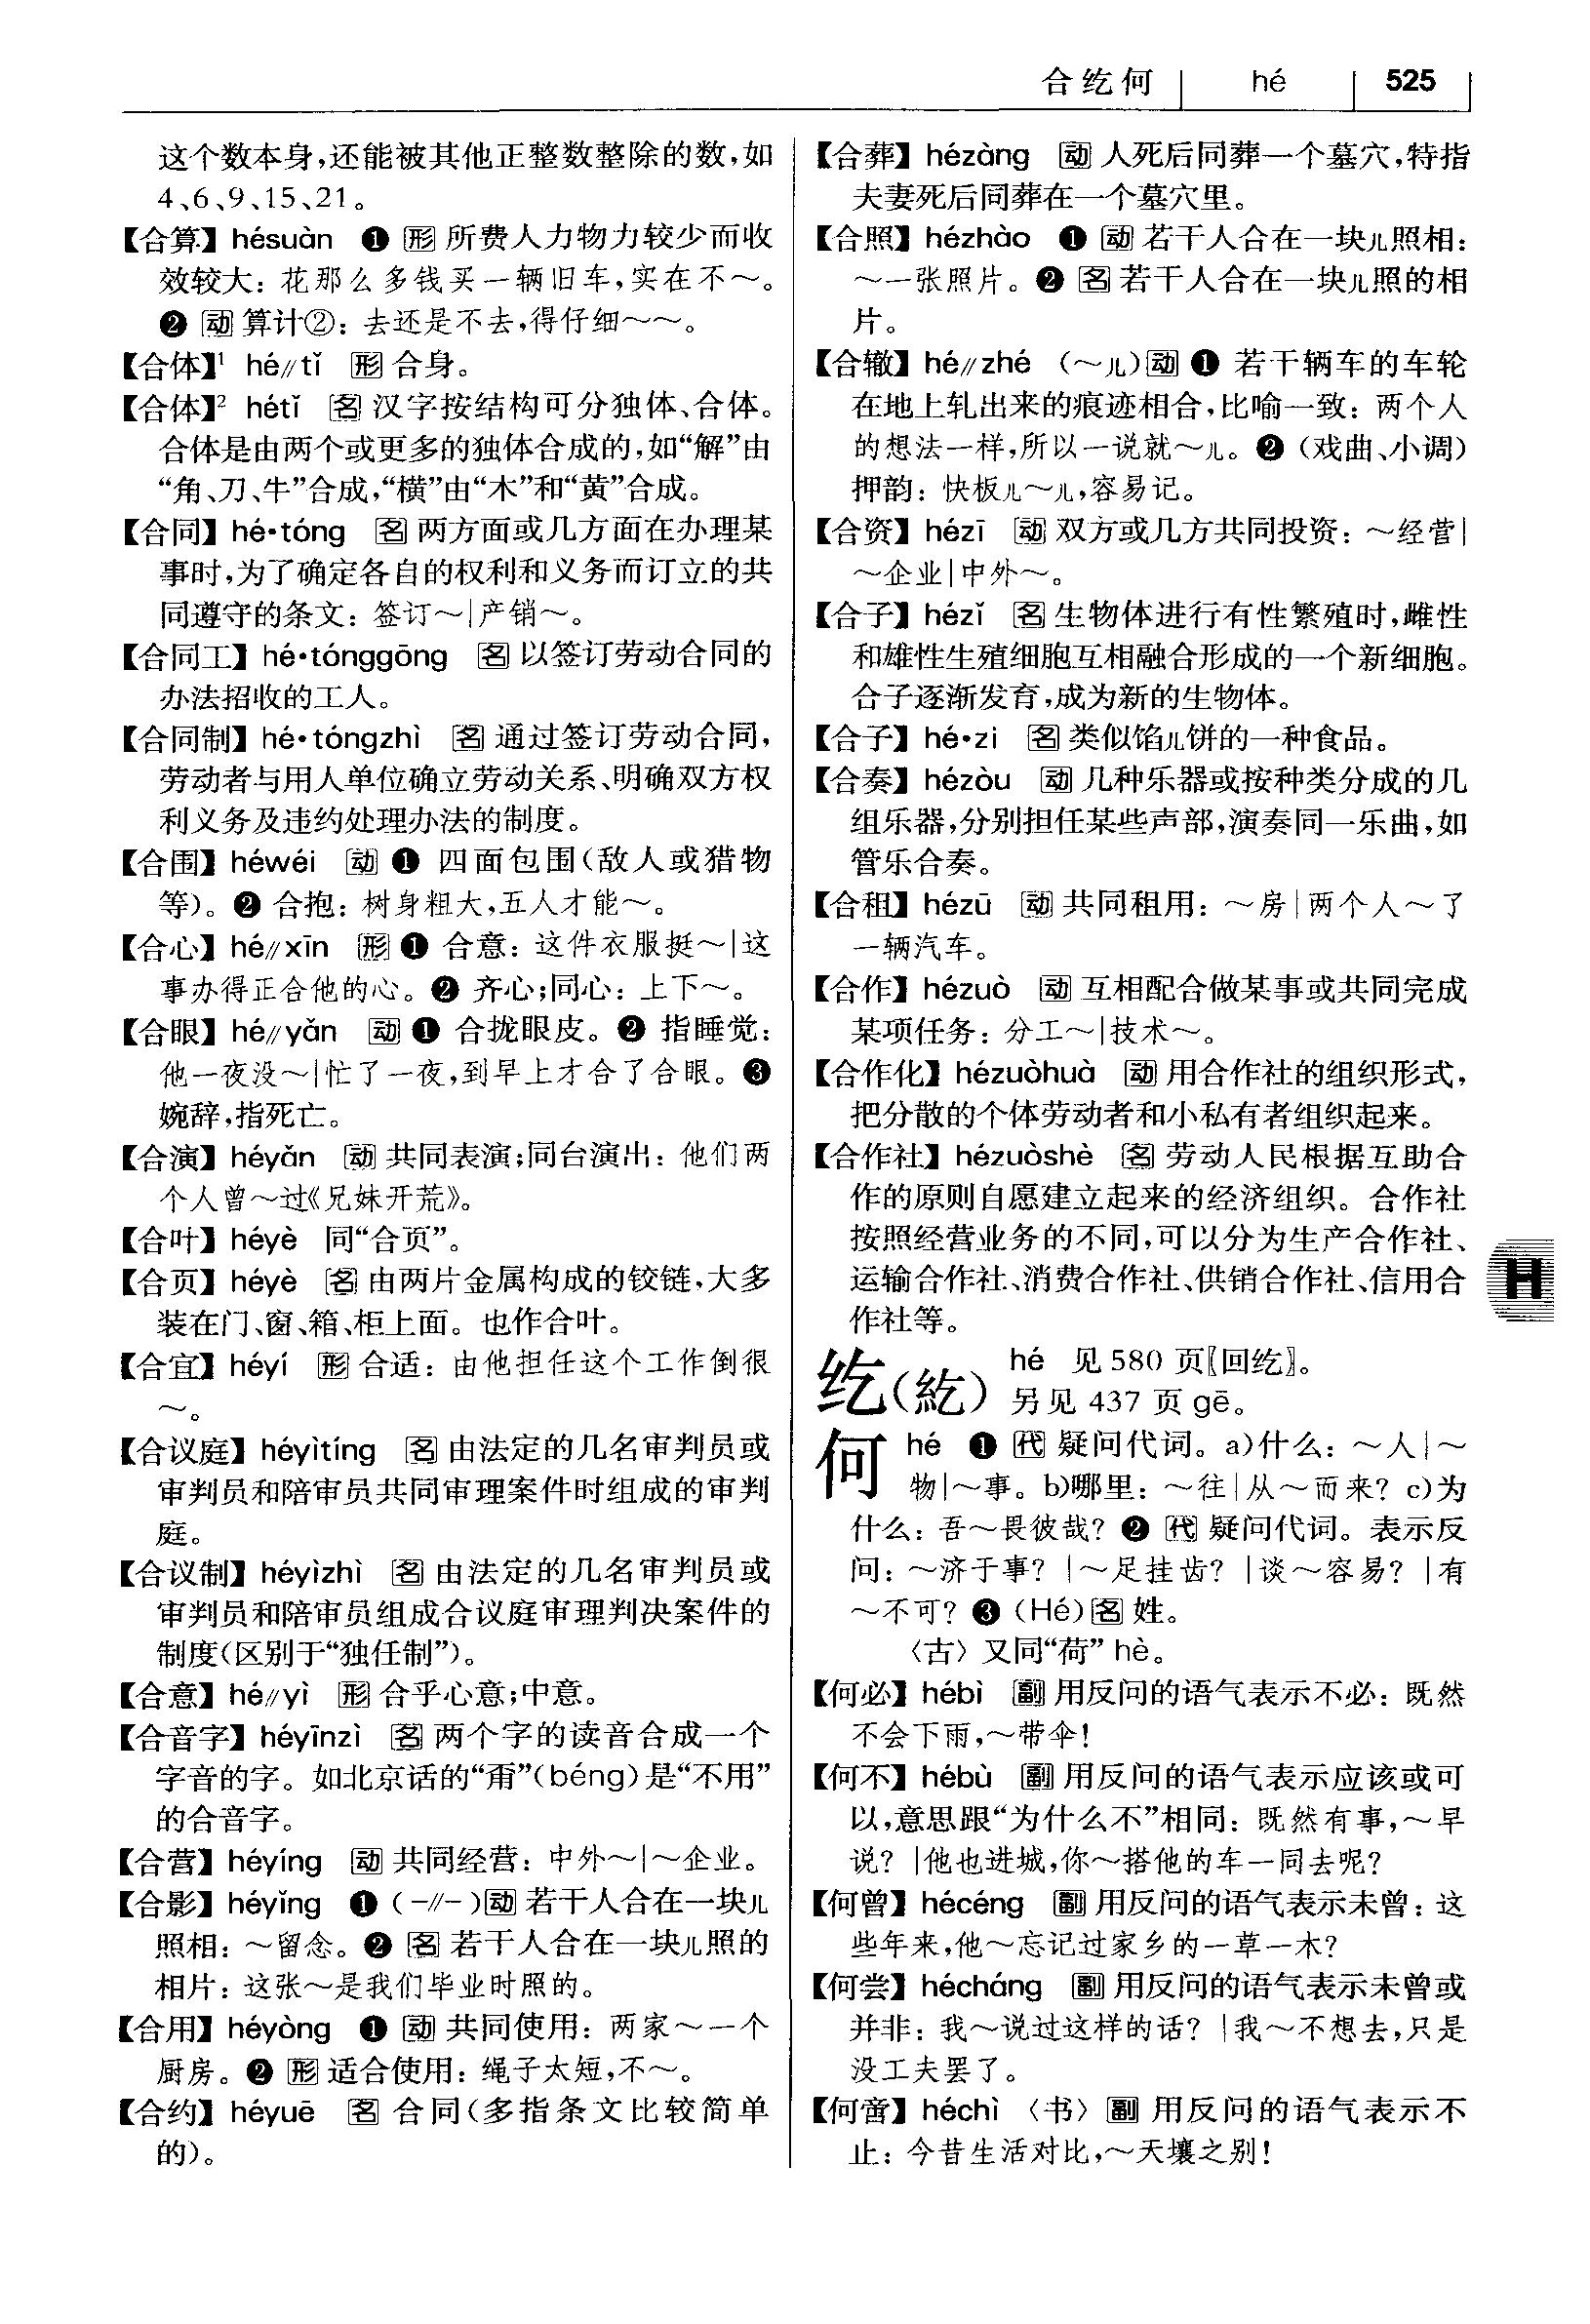 合纥何 hé 525
这个数本身,还能被其他正整数整除的数,如
4、6、9、15、21。
【合算】 hésuàn ❶ 形 所费人力物力较少而收
效较大：花那么多钱买一辆旧车,实在不～。
❷ 动 算计②：去还是不去,得仔细～～。
【合体】¹ hé//tǐ 形 合身。
【合体】² hétǐ 名 汉字按结构可分独体、合体。
合体是由两个或更多的独体合成的,如“解”由
“角、刀、牛”合成,“横”由“木”和“黄”合成。
【合同】 hé·tóng 名 两方面或几方面在办理某
事时,为了确定各自的权利和义务而订立的共
同遵守的条文：签订～|产销～。
【合同工】 hé·tónggōng 名 以签订劳动合同的
办法招收的工人。
【合同制】 hé·tóngzhì 名 通过签订劳动合同,
劳动者与用人单位确立劳动关系、明确双方权
利义务及违约处理办法的制度。
【合围】 héwéi 动 ❶ 四面包围(敌人或猎物
等)。❷ 合抱：树身粗大,五人才能～。
【合心】 hé//xīn 形 ❶ 合意：这件衣服挺～|这
事办得正合他的心。❷ 齐心;同心：上下～。
【合眼】 hé//yǎn 动 ❶ 合拢眼皮。❷ 指睡觉：
他一夜没～|忙了一夜,到早上才合了合眼。❸
婉辞,指死亡。
【合演】 héyǎn 动 共同表演;同台演出：他们两
个人曾～过《兄妹开荒》。
【合叶】 héyè 同“合页”。
【合页】 héyè 名 由两片金属构成的铰链,大多
装在门、窗、箱、柜上面。也作合叶。
【合宜】 héyí 形 合适：由他担任这个工作倒很
～。
【合议庭】 héyìtíng 名 由法定的几名审判员或
审判员和陪审员共同审理案件时组成的审判
庭。
【合议制】 héyìzhì 名 由法定的几名审判员或
审判员和陪审员组成合议庭审理判决案件的
制度(区别于“独任制”)。
【合意】 hé//yì 形 合乎心意;中意。
【合音字】 héyīnzì 名 两个字的读音合成一个
字音的字。如北京话的“甭”(béng)是“不用”
的合音字。
【合营】 héyíng 动 共同经营：中外～|～企业。
【合影】 héyǐng ❶ (-//-)动 若干人合在一块儿
照相：～留念。❷ 名 若干人合在一块儿照的
相片：这张～是我们毕业时照的。
【合用】 héyòng ❶ 动 共同使用：两家～一个
厨房。❷ 形 适合使用：绳子太短,不～。
【合约】 héyuē 名 合同(多指条文比较简单
的)。
【合葬】 hézàng 动 人死后同葬一个墓穴,特指
夫妻死后同葬在一个墓穴里。
【合照】 hézhào ❶ 动 若干人合在一块儿照相：
～一张照片。❷ 名 若干人合在一块儿照的相
片。
【合辙】 hé//zhé (～儿)动 ❶ 若干辆车的车轮
在地上轧出来的痕迹相合,比喻一致：两个人
的想法一样,所以一说就～儿。❷ (戏曲、小调)
押韵：快板儿～儿,容易记。
【合资】 hézī 动 双方或几方共同投资：～经营|
～企业|中外～。
【合子】 hézǐ 名 生物体进行有性繁殖时,雌性
和雄性生殖细胞互相融合形成的一个新细胞。
合子逐渐发育,成为新的生物体。
【合子】 hé·zi 名 类似馅儿饼的一种食品。
【合奏】 hézòu 动 几种乐器或按种类分成的几
组乐器,分别担任某些声部,演奏同一乐曲,如
管乐合奏。
【合租】 hézū 动 共同租用：～房|两个人～了
一辆汽车。
【合作】 hézuò 动 互相配合做某事或共同完成
某项任务：分工～|技术～。
【合作化】 hézuòhuà 动 用合作社的组织形式,
把分散的个体劳动者和小私有者组织起来。
【合作社】 hézuòshè 名 劳动人民根据互助合
作的原则自愿建立起来的经济组织。合作社
按照经营业务的不同,可以分为生产合作社、
运输合作社、消费合作社、供销合作社、信用合
作社等。
H
纥(紇) hé 见 580 页〖回纥〗。
另见 437 页 gē。
何 hé ❶ 代 疑问代词。a)什么：～人|～
物|～事。b)哪里：～往|从～而来？c)为
什么：吾～畏彼哉？❷ 代 疑问代词。表示反
问：～济于事？|～足挂齿？|谈～容易？|有
～不可？❸ (Hé)名 姓。
〈古〉又同“荷”hè。
【何必】 hébì 副 用反问的语气表示不必：既然
不会下雨,～带伞！
【何不】 hébù 副 用反问的语气表示应该或可
以,意思跟“为什么不”相同：既然有事,～早
说？|他也进城,你～搭他的车一同去呢？
【何曾】 hécéng 副 用反问的语气表示未曾：这
些年来,他～忘记过家乡的一草一木？
【何尝】 hécháng 副 用反问的语气表示未曾或
并非：我～说过这样的话？|我～不想去,只是
没工夫罢了。
【何啻】 héchì 〈书〉副 用反问的语气表示不
止：今昔生活对比,～天壤之别！